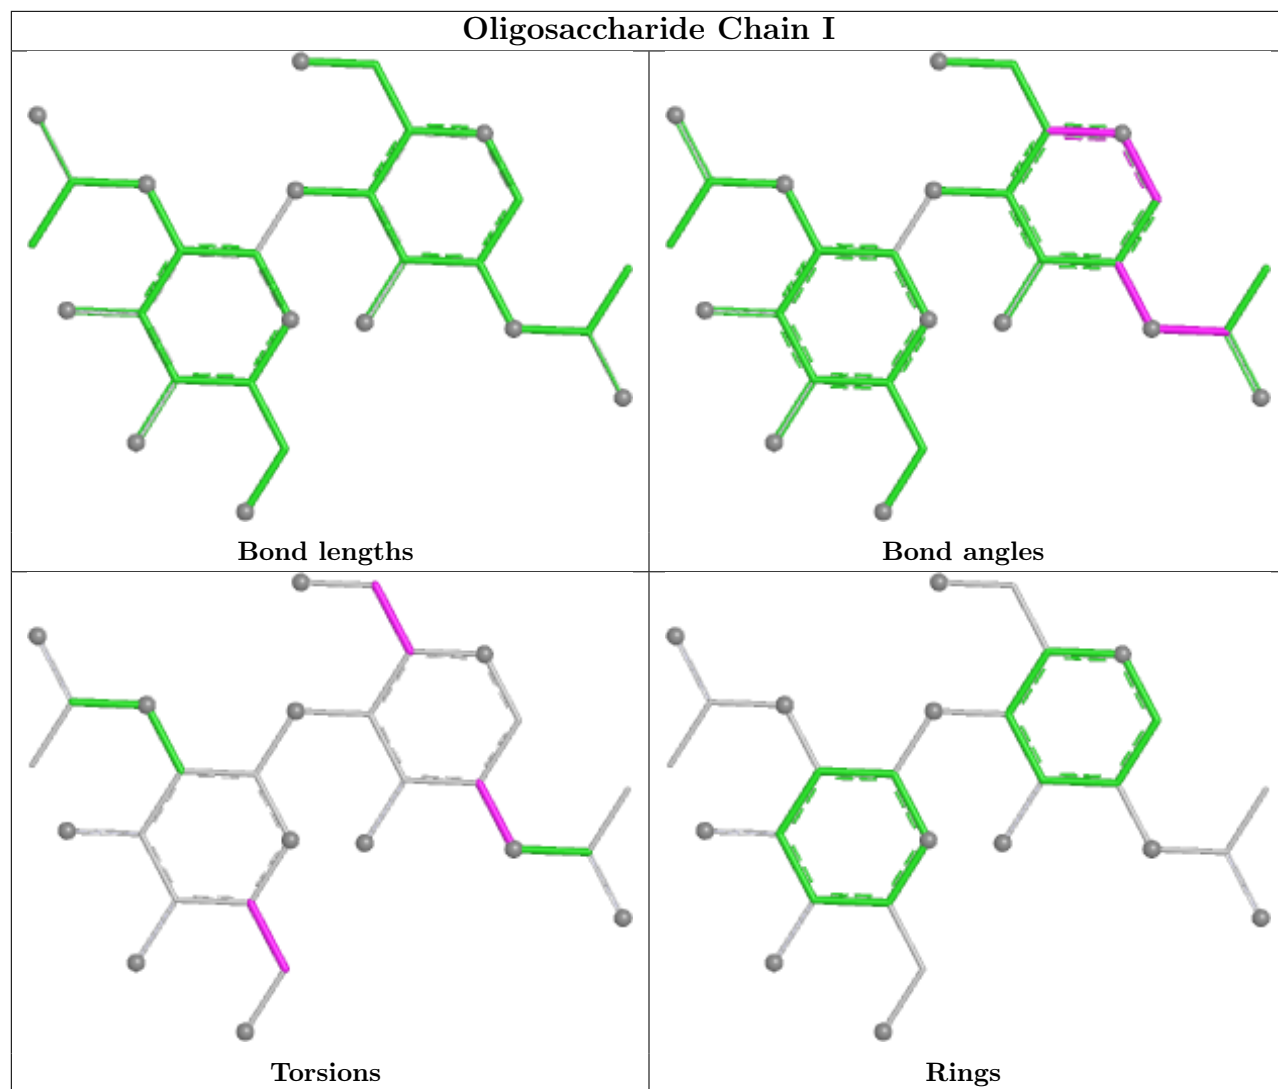 Oligosaccharide Chain I
Bond lengths
Bond angles
Torsions
Rings